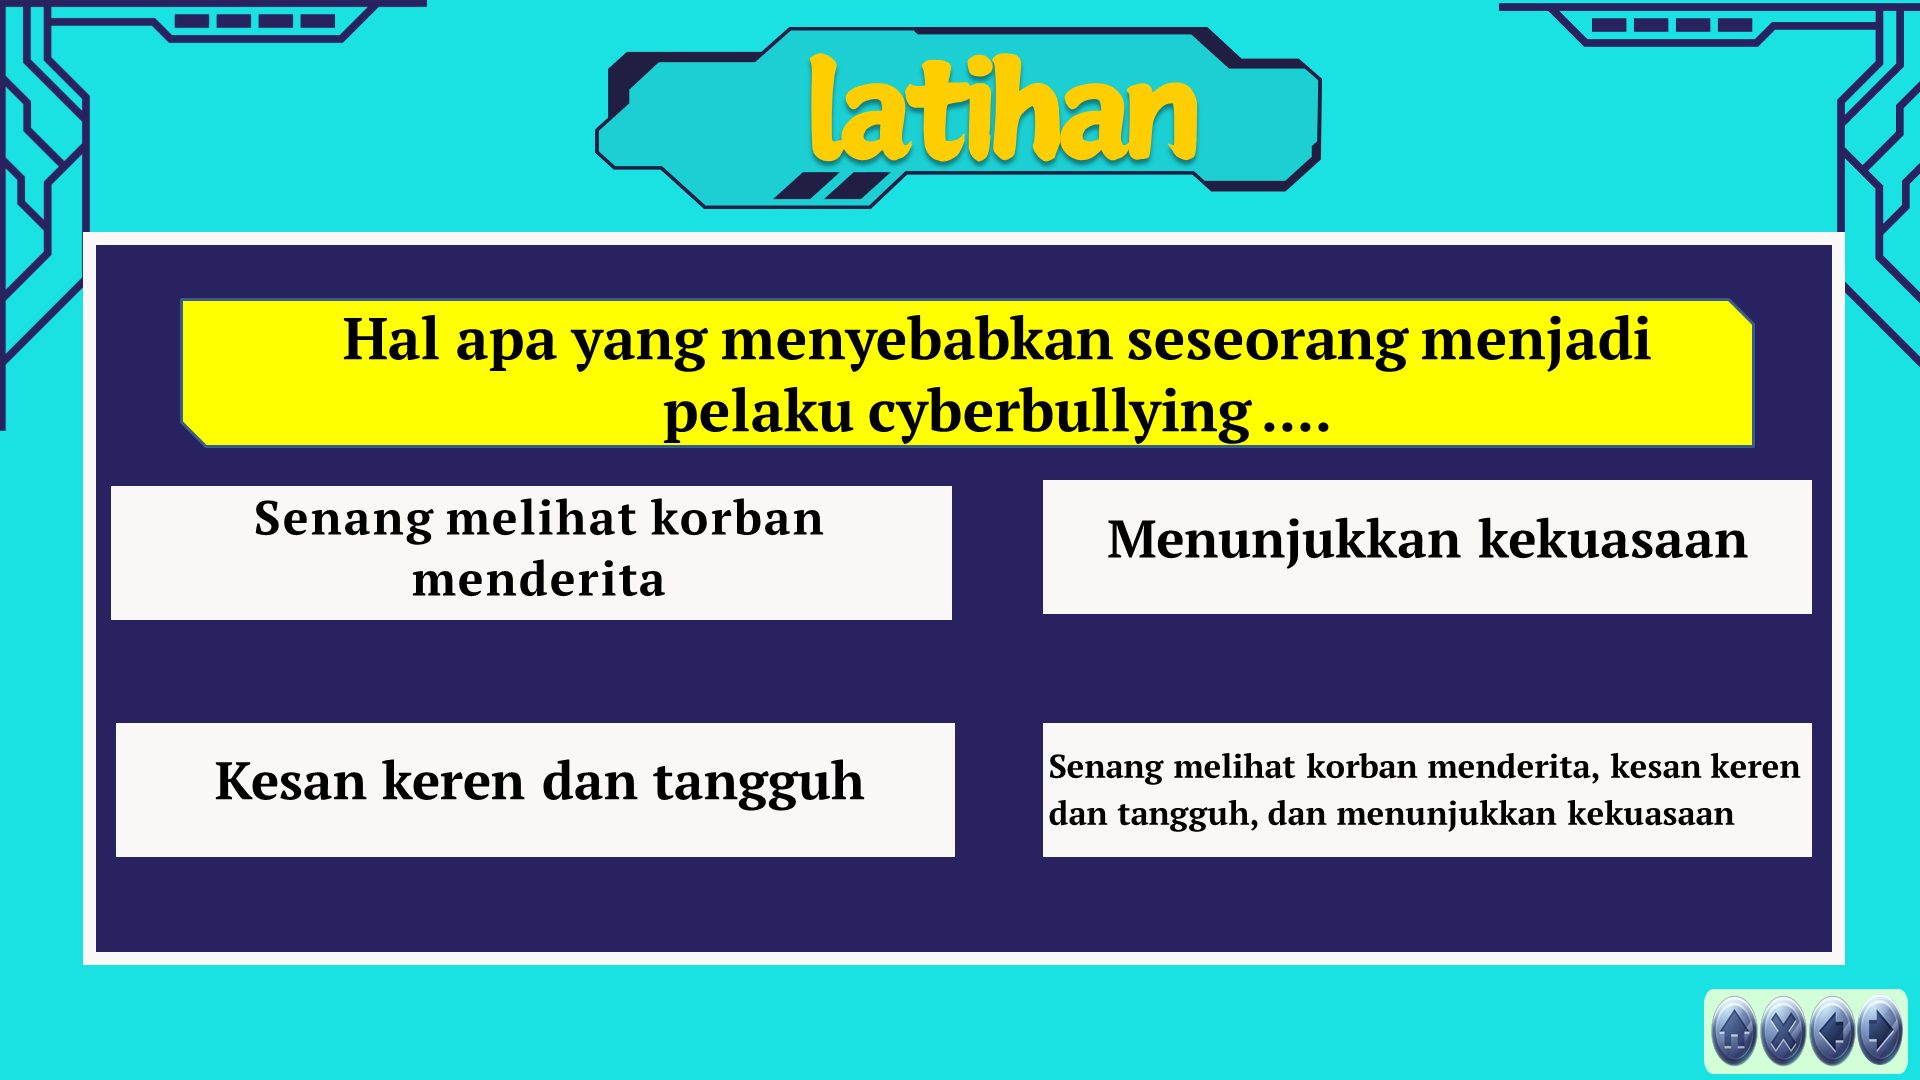 latihan
Hal apa yang menyebabkan seseorang menjadi
pelaku cyberbullying ....
Senang melihat korban
menderita
Menunjukkan kekuasaan
Kesan keren dan tangguh
Senang melihat korban menderita, kesan keren
dan tangguh, dan menunjukkan kekuasaan